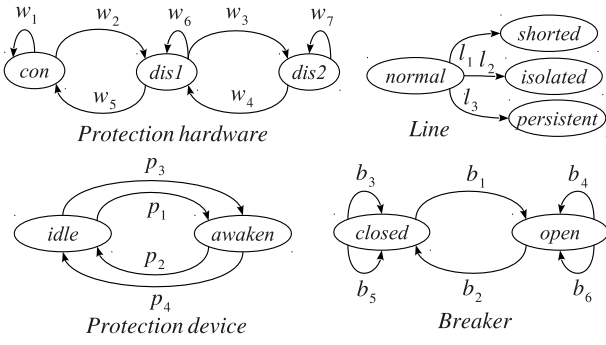 w1 w2 w6 w3 w7
con dis1 dis2
w5 w4
Protection hardware
shorted
l1 l2
normal isolated
l3
persistent
Line
p3
p1
idle awaken
p2
p4
Protection device
b3 b1 b4
closed open
b5 b2 b6
Breaker